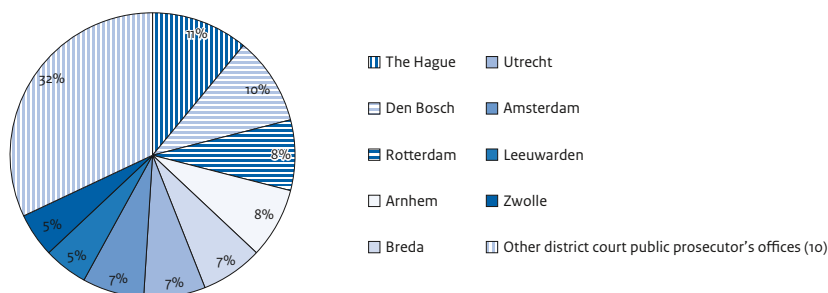 11%
10%
8%
8%
7%
7%
7%
5%
5%
32%
The Hague
Den Bosch
Rotterdam
Arnhem
Breda
Utrecht
Amsterdam
Leeuwarden
Zwolle
Other district court public prosecutor's offices (10)